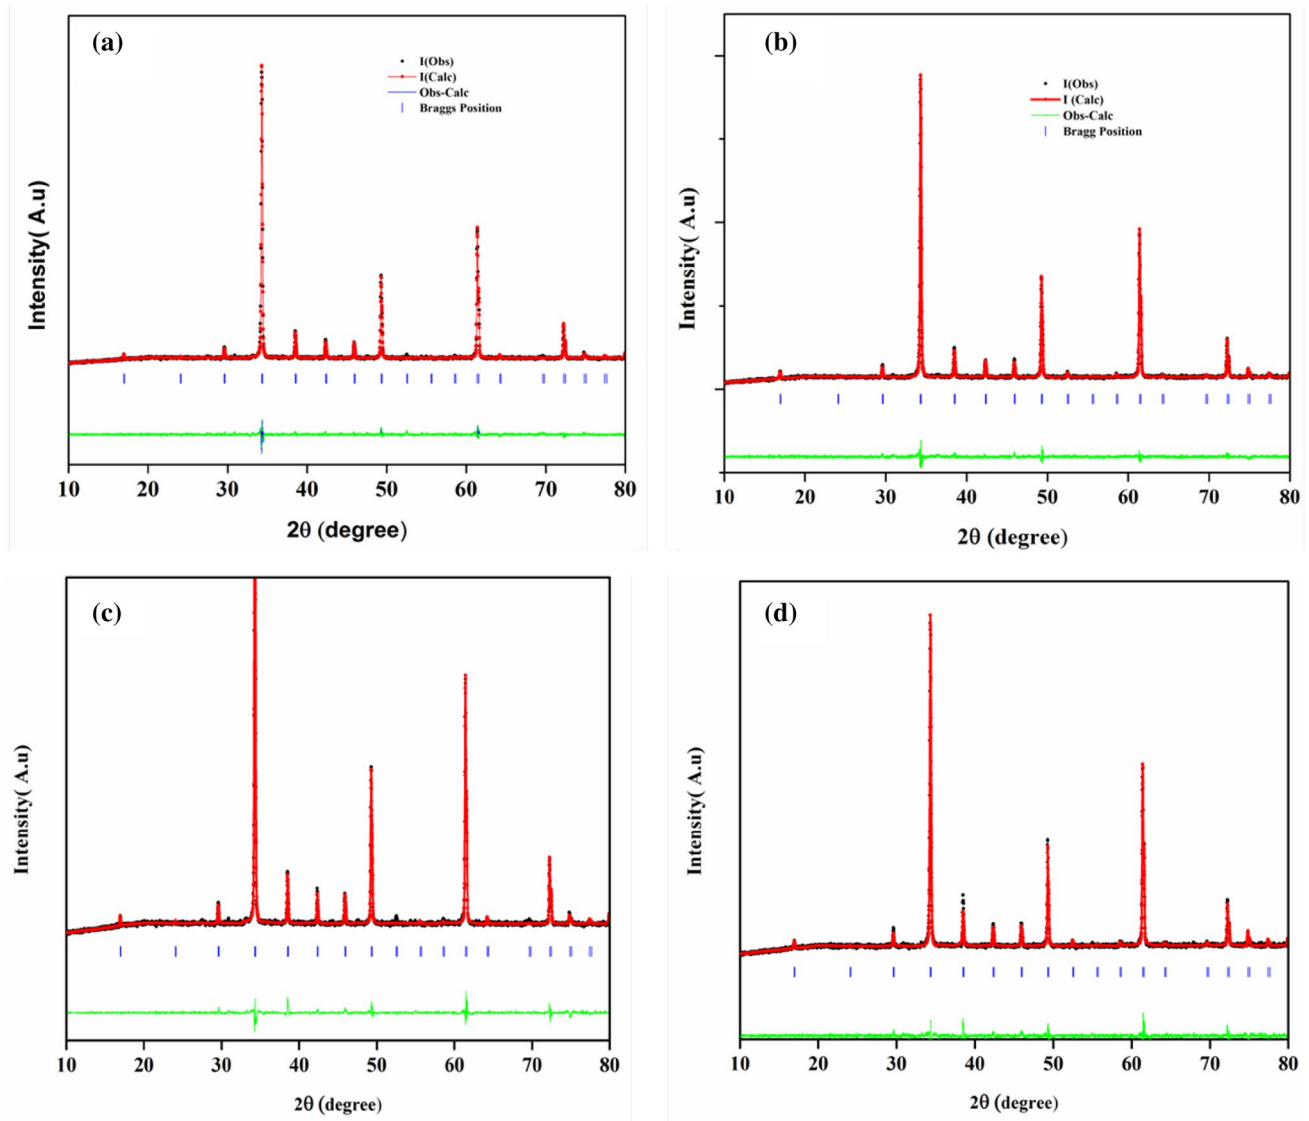 (a)
I(Obs)
I(Calc)
Obs-Calc
Braggs Position
Intensity( A.u)
10 20 30 40 50 60 70 80
2θ (degree)
(b)
I(Obs)
I (Calc)
Obs-Calc
Bragg Position
Intensity( A.u)
10 20 30 40 50 60 70 80
2θ (degree)
(c)
Intensity( A.u)
10 20 30 40 50 60 70 80
2θ (degree)
(d)
Intensity( A.u)
10 20 30 40 50 60 70 80
2θ (degree)